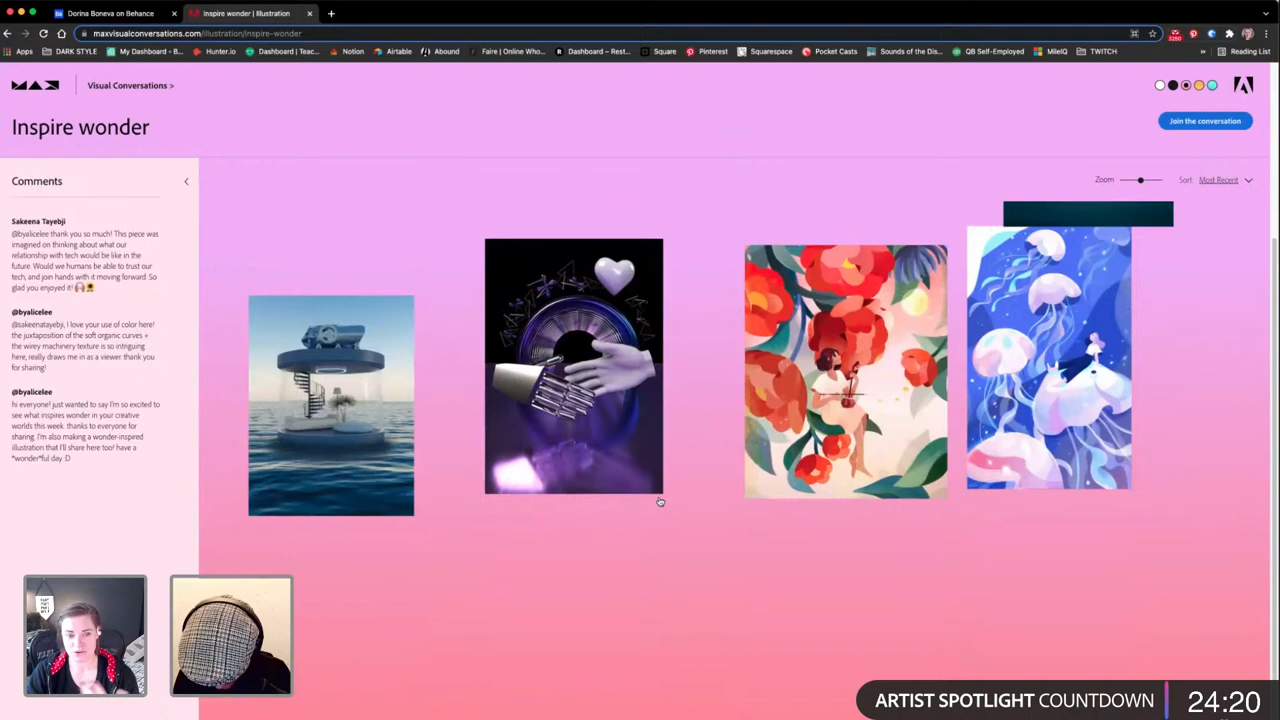 Dorina Boneva on Behance
Inspire wonder | Illustration
maxvisualconversations.com/illustration/inspire-wonder
Apps DARK STYLE My Dashboard - B... Hunter.io Dashboard | Teac... Notion Airtable Abound Faire | Online Who... Square Dashboard – Rest... Pinterest Squarespace Pocket Casts Sounds of the Dis... QB Self-Employed MileIQ TWITCH » Reading List
MAX Visual Conversations >
Inspire wonder
Join the conversation
Comments
Zoom Sort: Most Recent
Sakeena Tayebji
@byalicelee thank you so much! This piece was
imagined on thinking about what our
relationship with tech would be like in the
future. Would we humans be able to trust our
tech, and join hands with it moving forward. So
glad you enjoyed it!
@byalicelee
@sakeenatayebji, I love your use of color here!
the juxtaposition of the soft organic curves +
the wirey machinery texture is so intriguing
here, really draws me in as a viewer thank you
for sharing!
@byalicelee
hi everyone! just wanted to say I'm so excited to
see what inspires wonder in your creative
worlds this week. thanks to everyone for
sharing. I'm also making a wonder-inspired
illustration that I'll share here too! have a
*wonder*ful day :D
ARTIST SPOTLIGHT COUNTDOWN 24:20